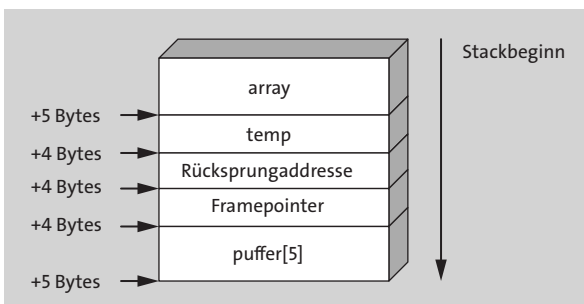 Stackbeginn
array
+5 Bytes
temp
+4 Bytes
Rücksprungaddresse
+4 Bytes
Framepointer
+4 Bytes
puffer[5]
+5 Bytes